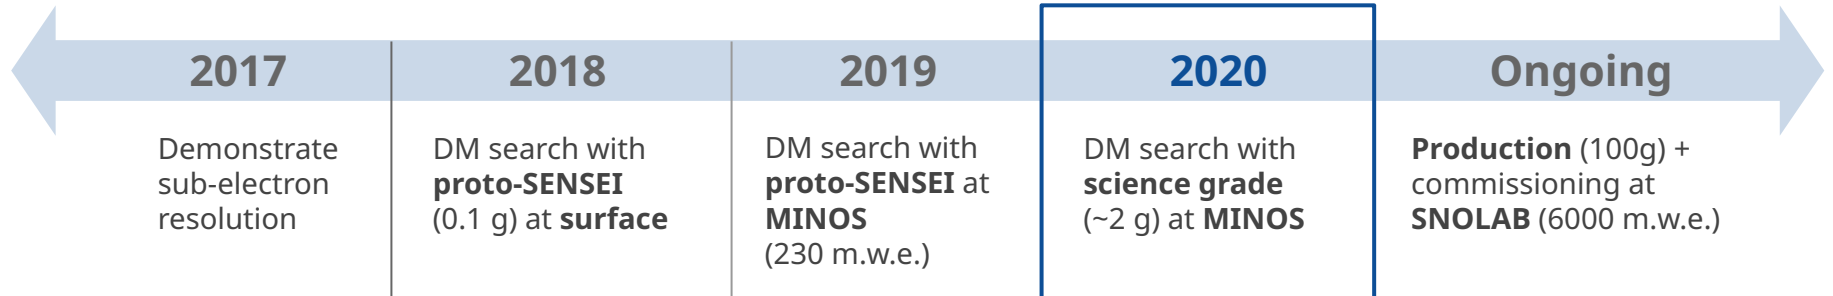 2017
Demonstrate
sub-electron
resolution
2018
DM search with
proto-SENSEI
(0.1 g) at surface
2019
DM search with
proto-SENSEI at
MINOS
(230 m.w.e.)
2020
DM search with
science grade
(~2 g) at MINOS
Ongoing
Production (100g) +
commissioning at
SNOLAB (6000 m.w.e.)